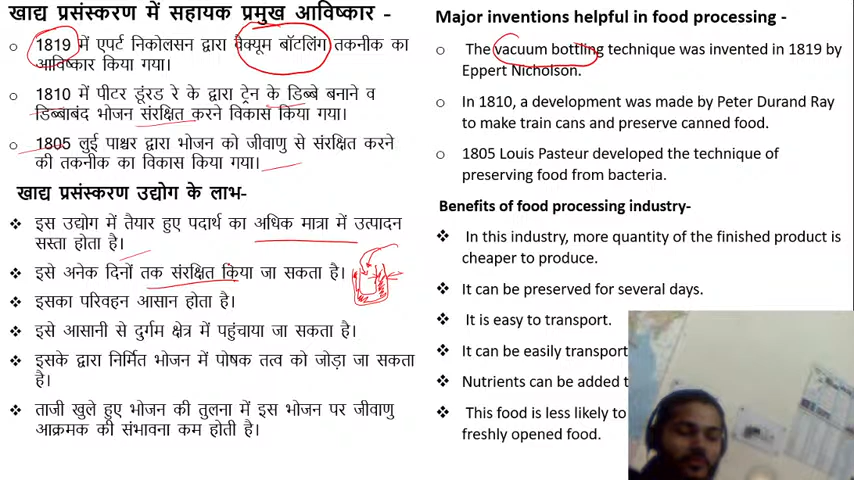 खाद्य प्रसंस्करण में सहायक प्रमुख आविष्कार -
1819 में एपर्ट निकोलसन द्वारा वैक्यूम बॉटलिंग तकनीक का
आविष्कार किया गया।
1810 में पीटर डूंरड रे के द्वारा ट्रेन के डिब्बे बनाने व
डिब्बाबंद भोजन संरक्षित करने विकास किया गया।
1805 लुई पाश्चर द्वारा भोजन को जीवाणु से संरक्षित करने
की तकनीक का विकास किया गया।
खाद्य प्रसंस्करण उद्योग के लाभ-
इस उद्योग में तैयार हुए पदार्थ का अधिक मात्रा में उत्पादन
सस्ता होता है।
इसे अनेक दिनों तक संरक्षित किया जा सकता है।
इसका परिवहन आसान होता है।
इसे आसानी से दुर्गम क्षेत्र में पहुंचाया जा सकता है।
इसके द्वारा निर्मित भोजन में पोषक तत्व को जोड़ा जा सकता
है।
ताजी खुले हुए भोजन की तुलना में इस भोजन पर जीवाणु
आक्रमक की संभावना कम होती है।
Major inventions helpful in food processing -
The vacuum bottling technique was invented in 1819 by
Eppert Nicholson.
In 1810, a development was made by Peter Durand Ray
to make train cans and preserve canned food.
1805 Louis Pasteur developed the technique of
preserving food from bacteria.
Benefits of food processing industry-
In this industry, more quantity of the finished product is
cheaper to produce.
It can be preserved for several days.
It is easy to transport.
It can be easily transport
Nutrients can be added
This food is less likely to
freshly opened food.